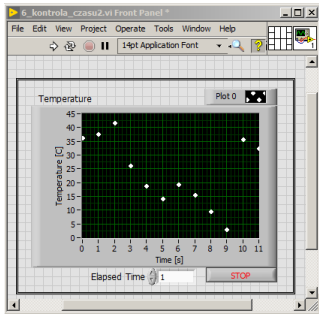 6_kontrola_czasu2.vi Front Panel *
File Edit View Project Operate Tools Window Help
14pt Application Font
?
1
Temperature
Plot 0
45
40
35
30
25
20
15
10
5
0
Temperature [C]
0 1 2 3 4 5 6 7 8 9 10 11
Time [s]
Elapsed Time 1
STOP